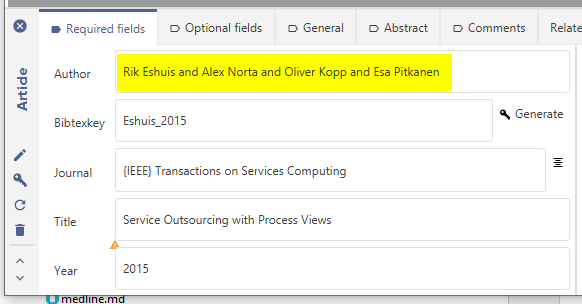 Required fields Optional fields General Abstract Comments Relate
Article
Author Rik Eshuis and Alex Norta and Oliver Kopp and Esa Pitkanen
Bibtexkey Eshuis_2015 Generate
Journal {IEEE} Transactions on Services Computing
Title Service Outsourcing with Process Views
Year 2015
medline.md